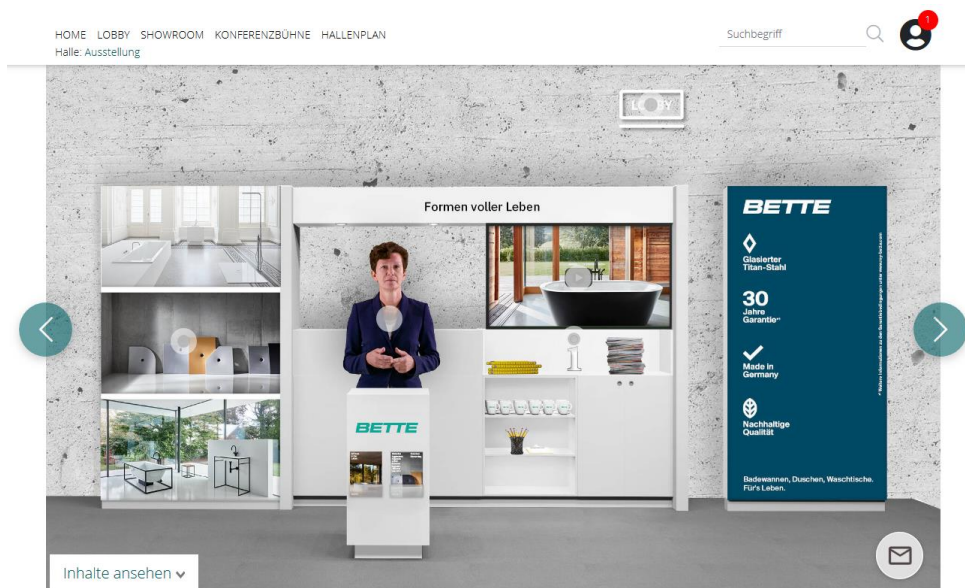 HOME LOBBY SHOWROOM KONFERENZBÜHNE HALLENPLAN
Halle: Ausstellung
Suchbegriff
1
LOBBY
Formen voller Leben
BETTE
Glasierter
Titan-Stahl
30
Jahre
Garantie**
Made in
Germany
Nachhaltige
Qualität
Badewannen, Duschen, Waschtische.
Für's Leben.
BETTE
i
Inhalte ansehen